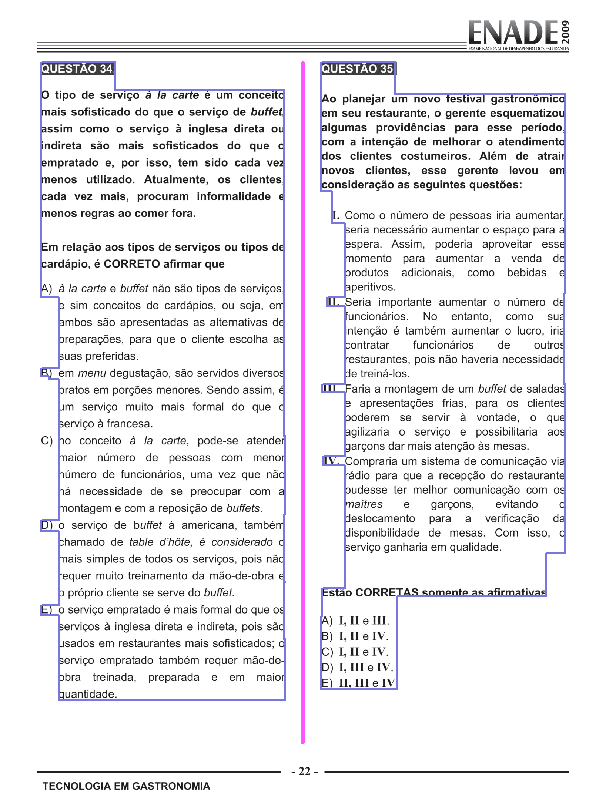 ENADE 2009
EXAME NACIONAL DE DESEMPENHO DOS ESTUDANTES
QUESTÃO 34
O tipo de serviço à la carte é um conceito
mais sofisticado do que o serviço de buffet,
assim como o serviço à inglesa direta ou
indireta são mais sofisticados do que o
empratado e, por isso, tem sido cada vez
menos utilizado. Atualmente, os clientes,
cada vez mais, procuram informalidade e
menos regras ao comer fora.
Em relação aos tipos de serviços ou tipos de
cardápio, é CORRETO afirmar que
A) à la carte e buffet não são tipos de serviços,
e sim conceitos de cardápios, ou seja, em
ambos são apresentadas as alternativas de
preparações, para que o cliente escolha as
suas preferidas.
B) em menu degustação, são servidos diversos
pratos em porções menores. Sendo assim, é
um serviço muito mais formal do que o
serviço à francesa.
C) no conceito à la carte, pode-se atender
maior número de pessoas com menor
número de funcionários, uma vez que não
há necessidade de se preocupar com a
montagem e com a reposição de buffets.
D) o serviço de buffet à americana, também
chamado de table d'hôte, é considerado o
mais simples de todos os serviços, pois não
requer muito treinamento da mão-de-obra e
o próprio cliente se serve do buffet.
E) o serviço empratado é mais formal do que os
serviços à inglesa direta e indireta, pois são
usados em restaurantes mais sofisticados; o
serviço empratado também requer mão-de-
obra treinada, preparada e em maior
quantidade.
QUESTÃO 35
Ao planejar um novo festival gastronômico
em seu restaurante, o gerente esquematizou
algumas providências para esse período,
com a intenção de melhorar o atendimento
dos clientes costumeiros. Além de atrair
novos clientes, esse gerente levou em
consideração as seguintes questões:
I. Como o número de pessoas iria aumentar,
seria necessário aumentar o espaço para a
espera. Assim, poderia aproveitar esse
momento para aumentar a venda de
produtos adicionais, como bebidas e
aperitivos.
II. Seria importante aumentar o número de
funcionários. No entanto, como sua
intenção é também aumentar o lucro, iria
contratar funcionários de outros
restaurantes, pois não haveria necessidade
de treiná-los.
III. Faria a montagem de um buffet de saladas
e apresentações frias, para os clientes
poderem se servir à vontade, o que
agilizaria o serviço e possibilitaria aos
garçons dar mais atenção às mesas.
IV. Compraria um sistema de comunicação via
rádio para que a recepção do restaurante
pudesse ter melhor comunicação com os
maîtres e garçons, evitando o
deslocamento para a verificação da
disponibilidade de mesas. Com isso, o
serviço ganharia em qualidade.
Estão CORRETAS somente as afirmativas
A) I, II e III.
B) I, II e IV.
C) I, II e IV.
D) I, III e IV.
E) II, III e IV
- 22 -
TECNOLOGIA EM GASTRONOMIA